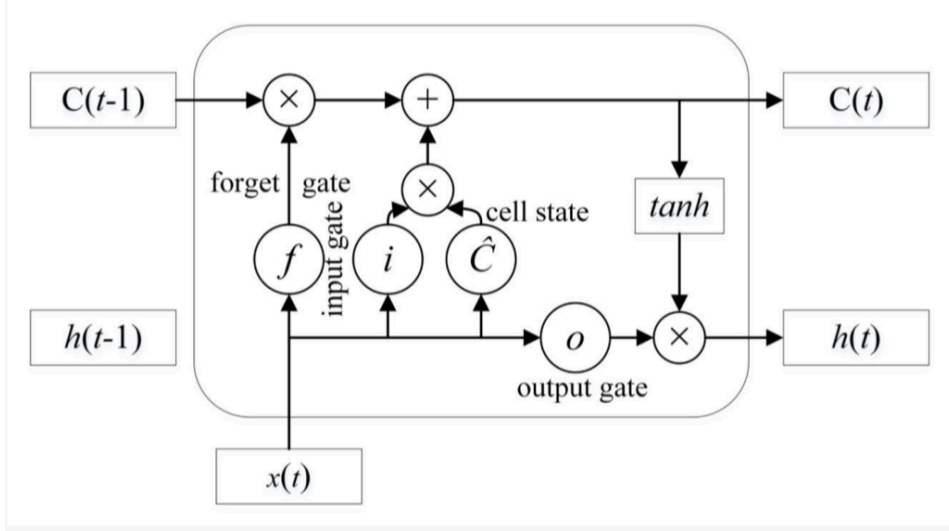 C(t-1)
×
+
C(t)
forget gate
×
cell state
tanh
input gate
f
i
Ĉ
h(t-1)
o
×
h(t)
output gate
x(t)